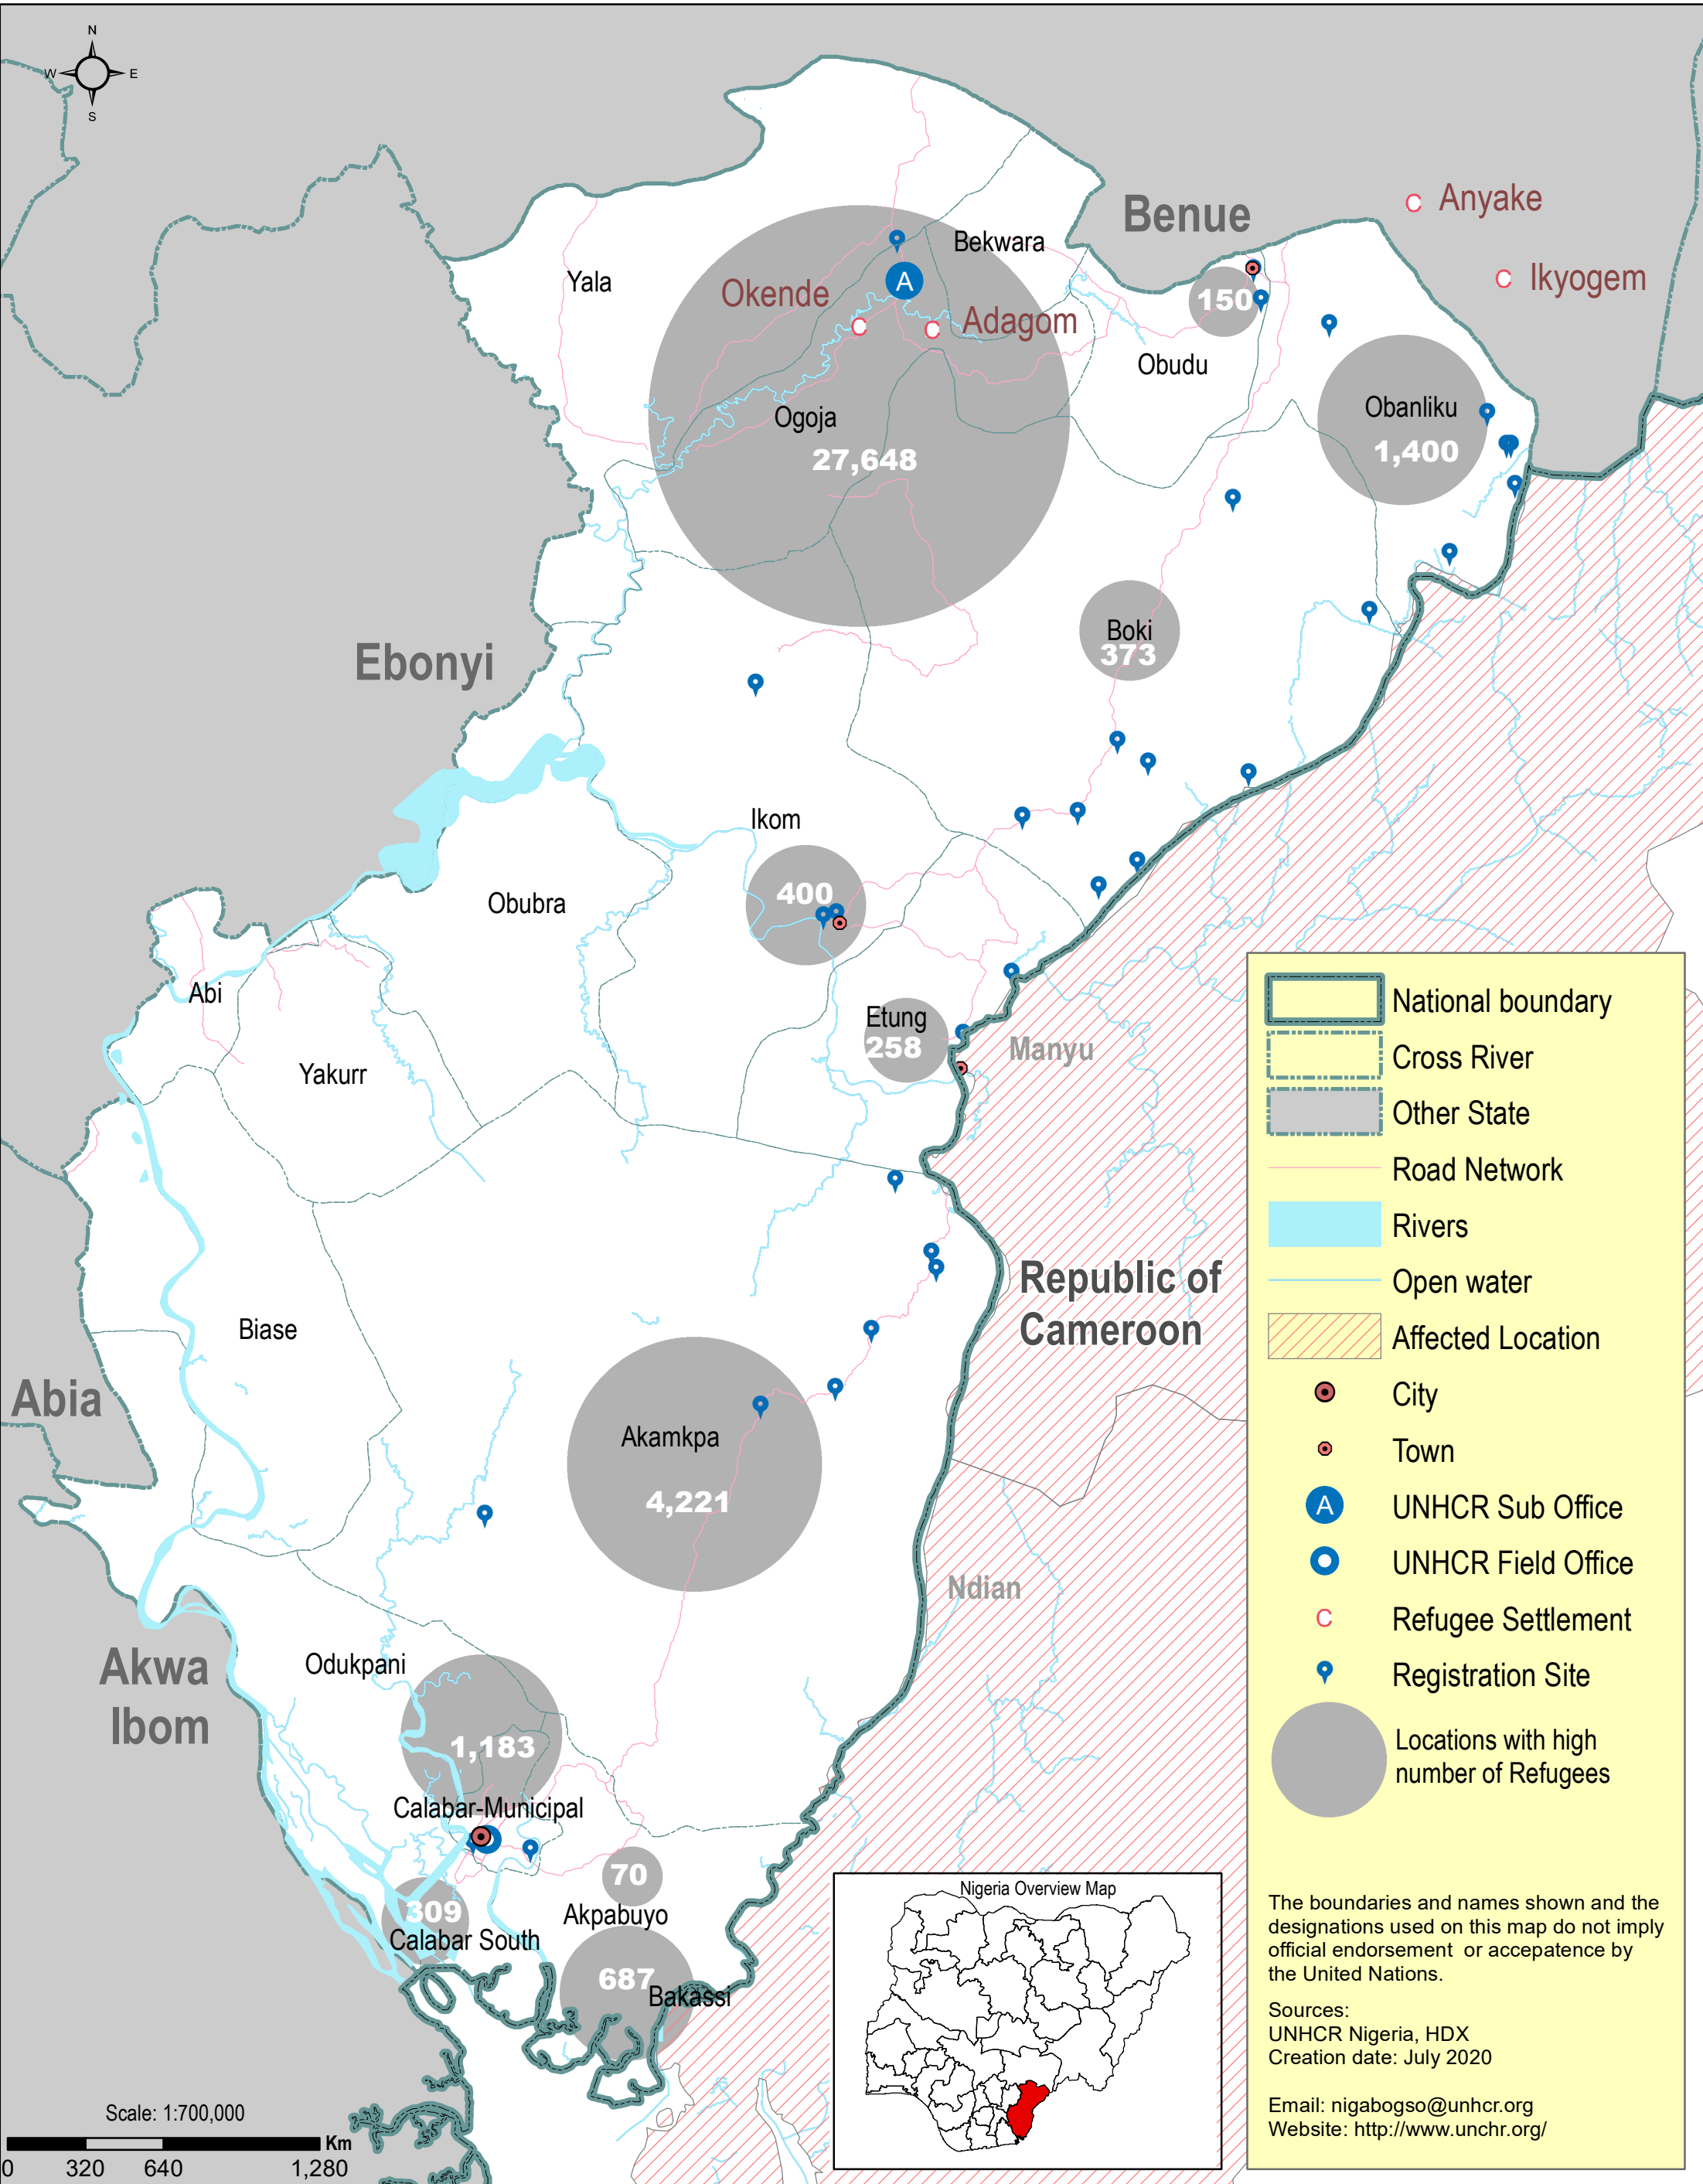 N
W
E
S
Benue
Anyake
Bekwara
Yala
Ikyogem
Okende
A
150
Adagom
Obudu
Obanliku
Ogoja
1,400
27,648
Boki
373
Ebonyi
Ikom
400
Obubra
Abi
Etung
258
Manyu
Yakurr
Republic of
Cameroon
Biase
Abia
Akamkpa
4,221
Ndian
Odukpani
Akwa
Ibom
1,183
Calabar-Municipal
70
309
Akpabuyo
Calabar South
687
Bakassi
National boundary
Cross River
Other State
Road Network
Rivers
Open water
Affected Location
City
Town
A UNHCR Sub Office
UNHCR Field Office
C Refugee Settlement
Registration Site
Locations with high
number of Refugees
The boundaries and names shown and the
designations used on this map do not imply
official endorsement or accepatence by
the United Nations.
Sources:
UNHCR Nigeria, HDX
Creation date: July 2020
Email: nigabogso@unhcr.org
Website: http://www.unchr.org/
Nigeria Overview Map
Scale: 1:700,000
Km
0 320 640 1,280